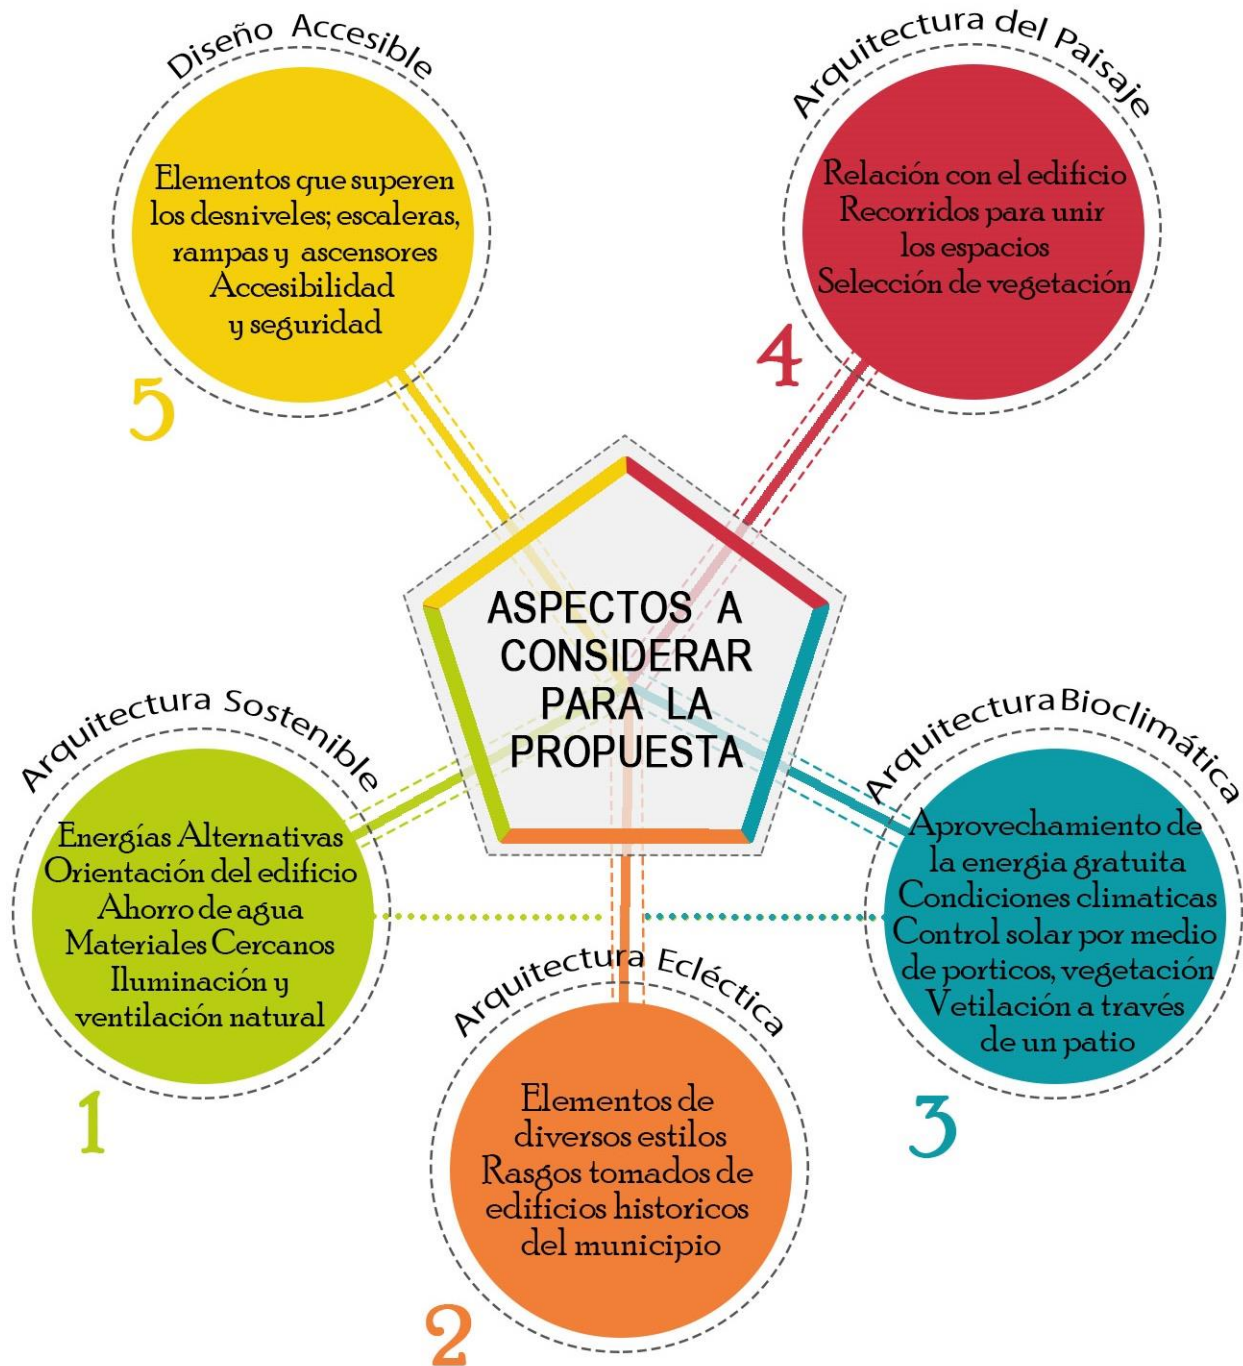 Diseño Accesible
Elementos que superen
los desniveles; escaleras,
rampas y ascensores
Accesibilidad
y seguridad
5
Arquitectura del Paisaje
Relación con el edificio
Recorridos para unir
los espacios
Selección de vegetación
4
ASPECTOS A
CONSIDERAR
PARA LA
PROPUESTA
Arquitectura Sostenible
Energías Alternativas
Orientación del edificio
Ahorro de agua
Materiales Cercanos
Iluminación y
ventilación natural
1
Arquitectura Bioclimática
Aprovechamiento de
la energia gratuita
Condiciones climaticas
Control solar por medio
de porticos, vegetación
Vetilación a través
de un patio
3
Arquitectura Ecléctica
Elementos de
diversos estilos
Rasgos tomados de
edificios historicos
del municipio
2